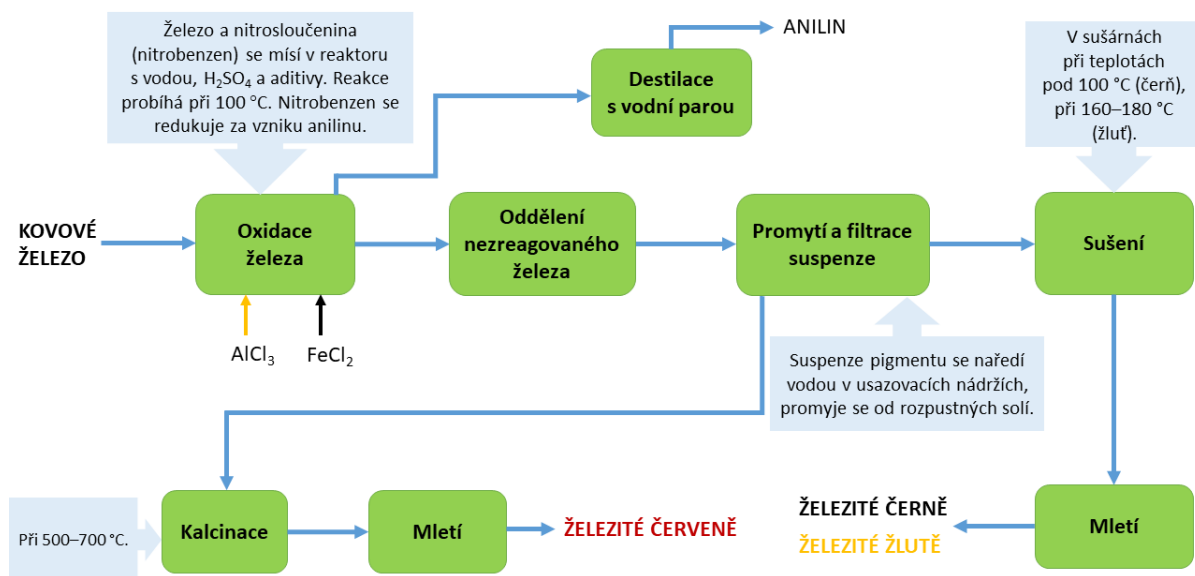 Železo a nitrosloučenina
(nitrobenzen) se mísí v reaktoru
s vodou, H₂SO₄ a aditivy. Reakce
probíhá při 100 °C. Nitrobenzen se
redukuje za vzniku anilinu.
ANILIN
Destilace
s vodní parou
V sušárnách
při teplotách
pod 100 °C (čerň),
při 160–180 °C
(žluť).
KOVOVÉ
ŽELEZO
Oxidace
železa
Oddělení
nezreagovaného
železa
Promytí a filtrace
suspenze
Sušení
AlCl₃
FeCl₂
Suspenze pigmentu se naředí
vodou v usazovacích nádržích,
promyje se od rozpustných solí.
Při 500–700 °C.
Kalcinace
Mletí
ŽELEZITÉ ČERVENĚ
ŽELEZITÉ ČERNĚ
ŽELEZITÉ ŽLUTĚ
Mletí